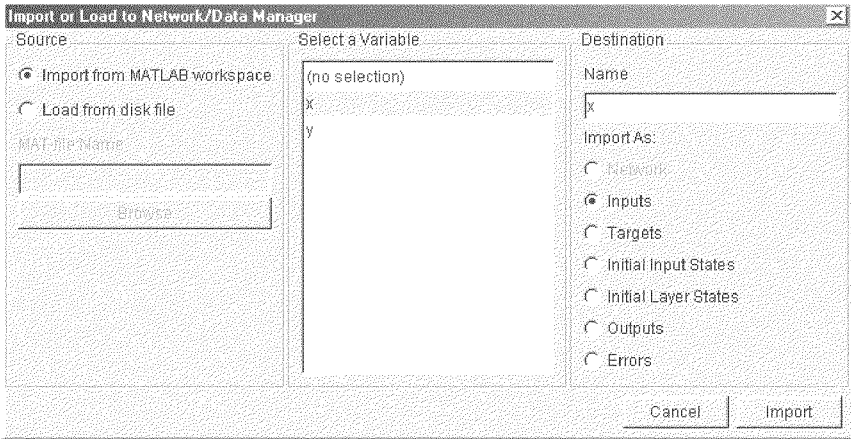 Import or Load to Network/Data Manager
Source
Import from MATLAB workspace
Load from disk file
MAT-file Name
Browse
Select a Variable
(no selection)
x
y
Destination
Name
x
Import As:
Network
Inputs
Targets
Initial Input States
Initial Layer States
Outputs
Errors
Cancel
Import